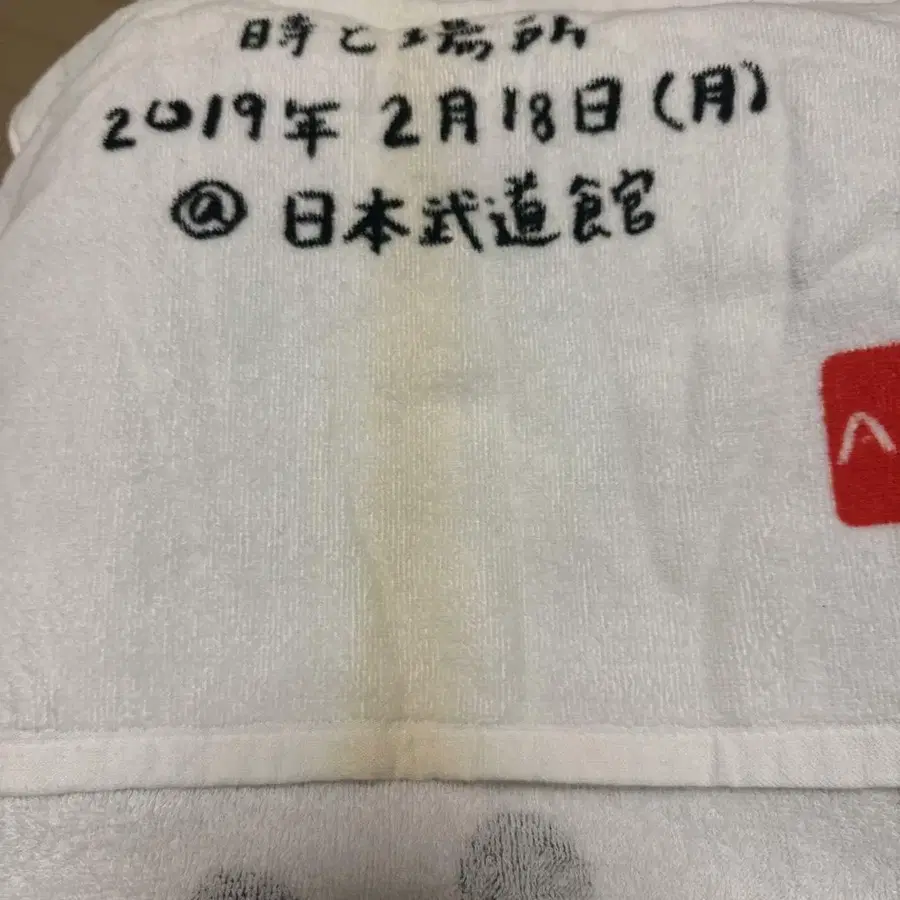 時と場所
2019年 2月18日(月)
@ 日本武道館